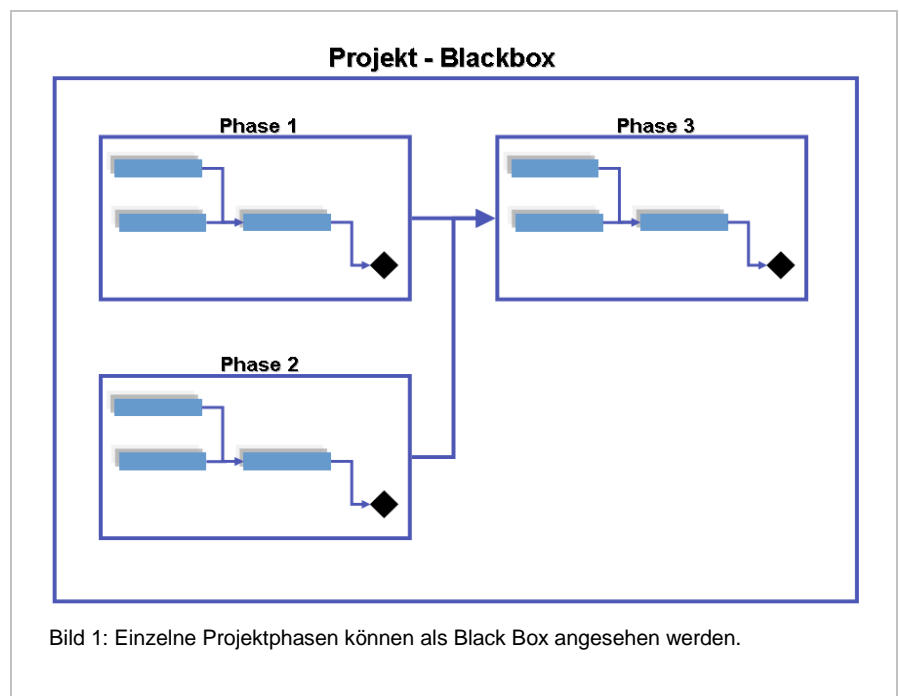 Projekt - Blackbox
Phase 1
Phase 3
Phase 2
Bild 1: Einzelne Projektphasen können als Black Box angesehen werden.